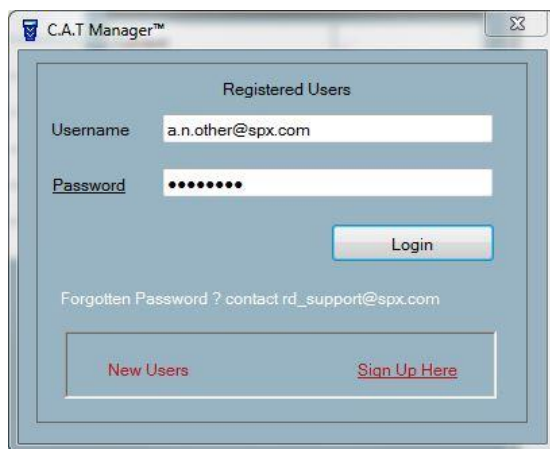 C.A.T Manager™
Registered Users
Username a.n.other@spx.com
Password ●●●●●●●●
Login
Forgotten Password ? contact rd_support@spx.com
New Users Sign Up Here